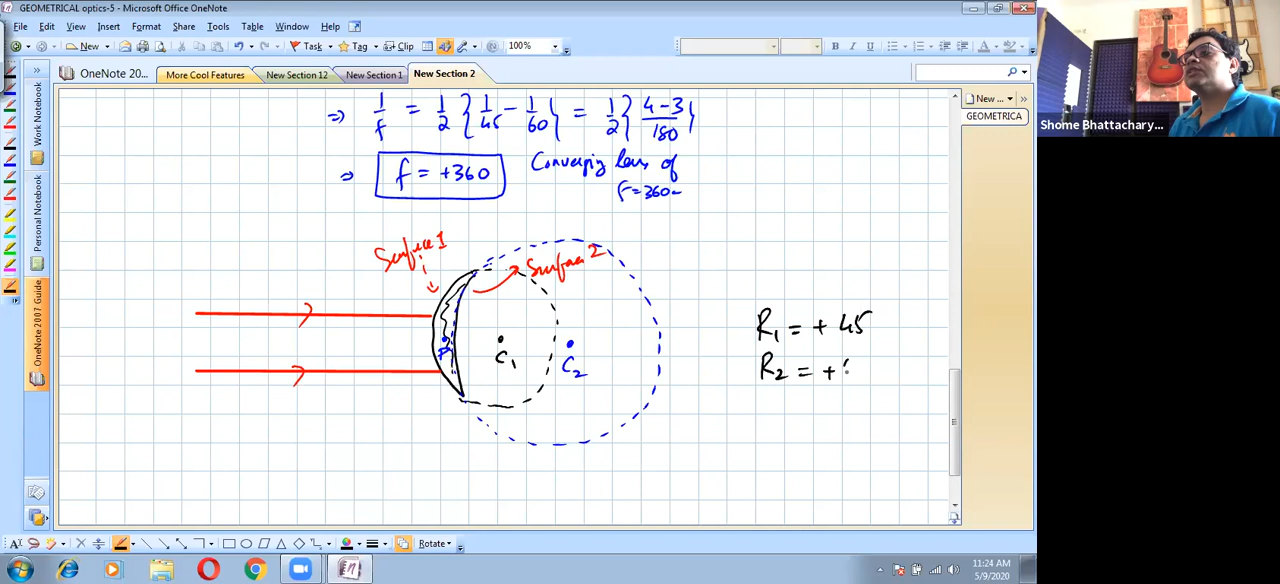 GEOMETRICAL optics-5 - Microsoft Office OneNote
File Edit View Insert Format Share Tools Table Window Help
New Task Tag Clip 100%
OneNote 20... More Cool Features New Section 12 New Section 1 New Section 2
New ...
GEOMETRICA
Work Notebook
Personal Notebook
OneNote 2007 Guide
Shome Bhattachary...
⇒ 1/f = 1/2 { 1/45 - 1/60 } = 1/2 { 4-3/180 }
⇒ f = +360 Converging lens of
f=360
Surface 1
Surface 2
P C1 C2
R1 = + 45
R2 = +
Rotate
11:24 AM
5/9/2020